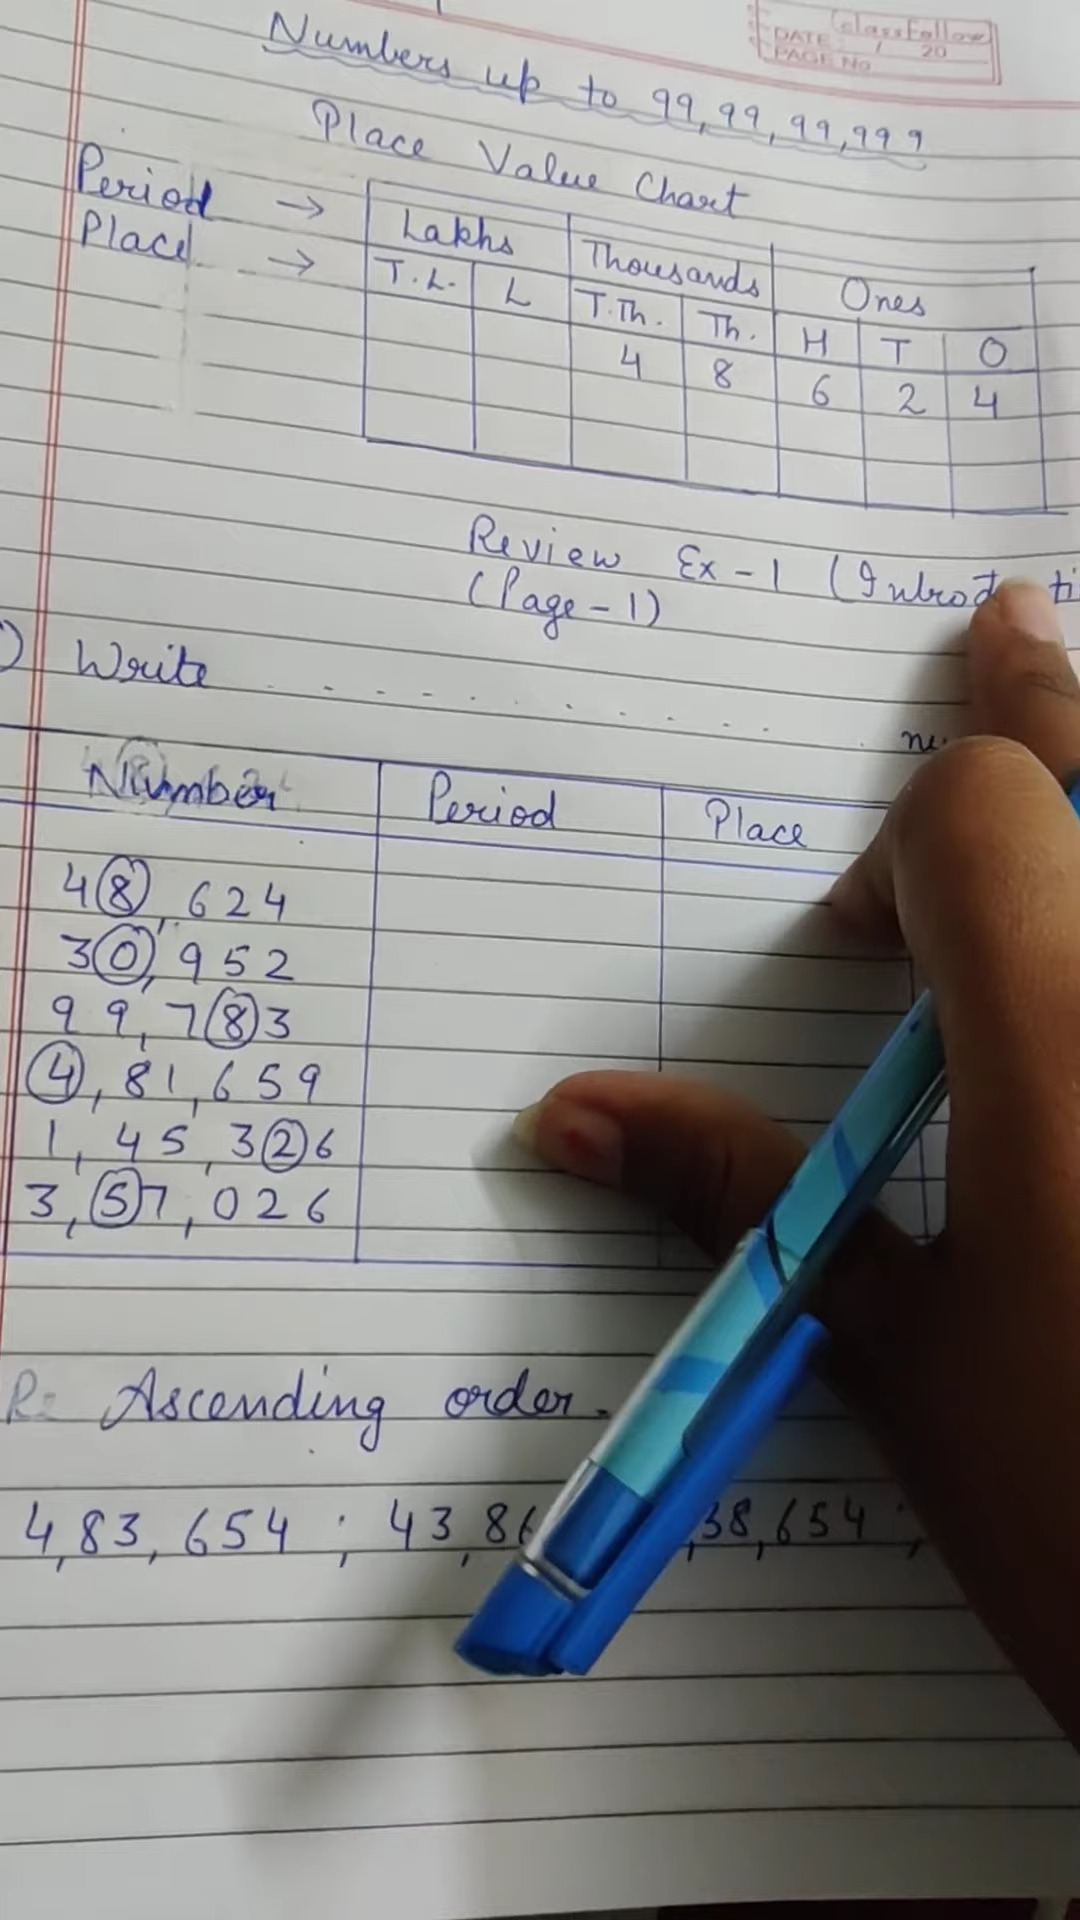 classfellow
DATE / 20
PAGE No
Numbers up to 99,99,99,999
Place Value Chart
Period →
Place →
Lakhs Thousands Ones
T.L. L T.Th. Th. H T O
4 8 6 2 4
Review Ex-1
(Page-1)
) Write . . . . . . . . . . .
Number Period Place
48,624
30,952
99,783
4,81,659
1,45,326
3,57,026
Ascending order.
4,83,654 ; 43,86 ,38,654 ;